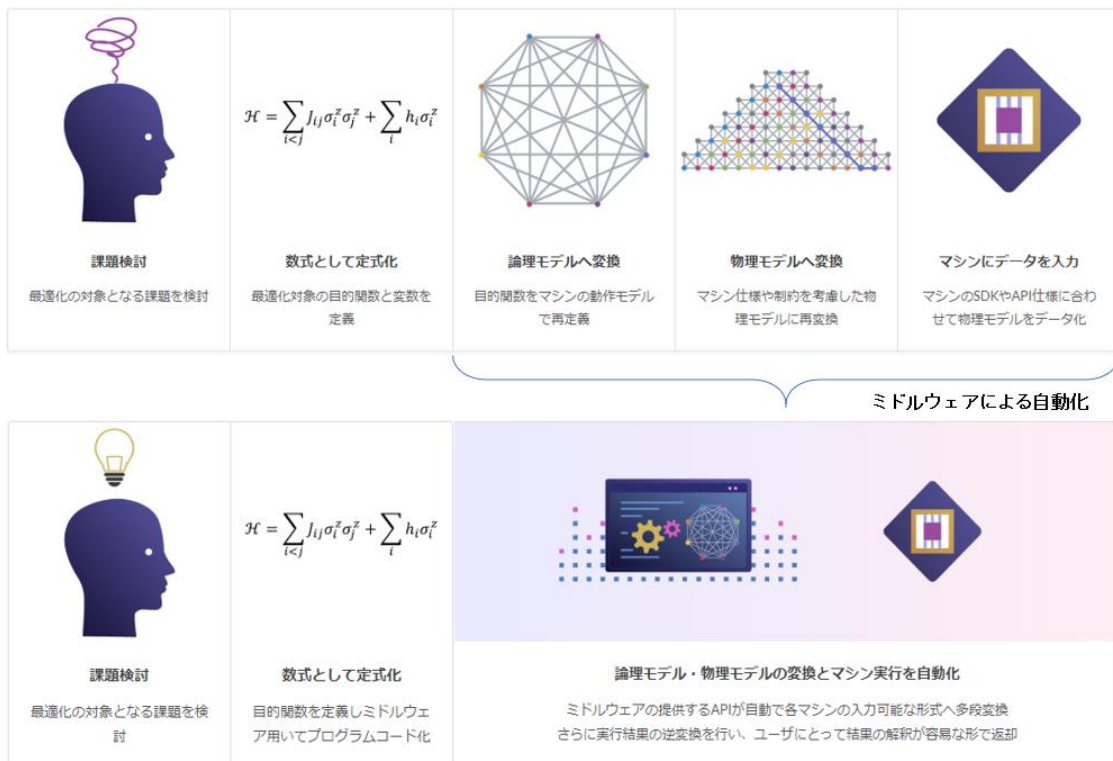 ℋ = ∑_{i<j} J_{ij}σ_i^zσ_j^z + ∑_i h_iσ_i^z
課題検討
最適化の対象となる課題を検討
数式として定式化
最適化対象の目的関数と変数を
定義
論理モデルへ変換
目的関数をマシンの動作モデル
で再定義
物理モデルへ変換
マシン仕様や制約を考慮した物
理モデルに再変換
マシンにデータを入力
マシンのSDKやAPI仕様に合わ
せて物理モデルをデータ化
ミドルウェアによる自動化
ℋ = ∑_{i<j} J_{ij}σ_i^zσ_j^z + ∑_i h_iσ_i^z
課題検討
最適化の対象となる課題を検
討
数式として定式化
目的関数を定義しミドルウェ
ア用いてプログラムコード化
論理モデル・物理モデルの変換とマシン実行を自動化
ミドルウェアの提供するAPIが自動で各マシンの入力可能な形式へ多段変換
さらに実行結果の逆変換を行い、ユーザにとって結果の解釈が容易な形で返却